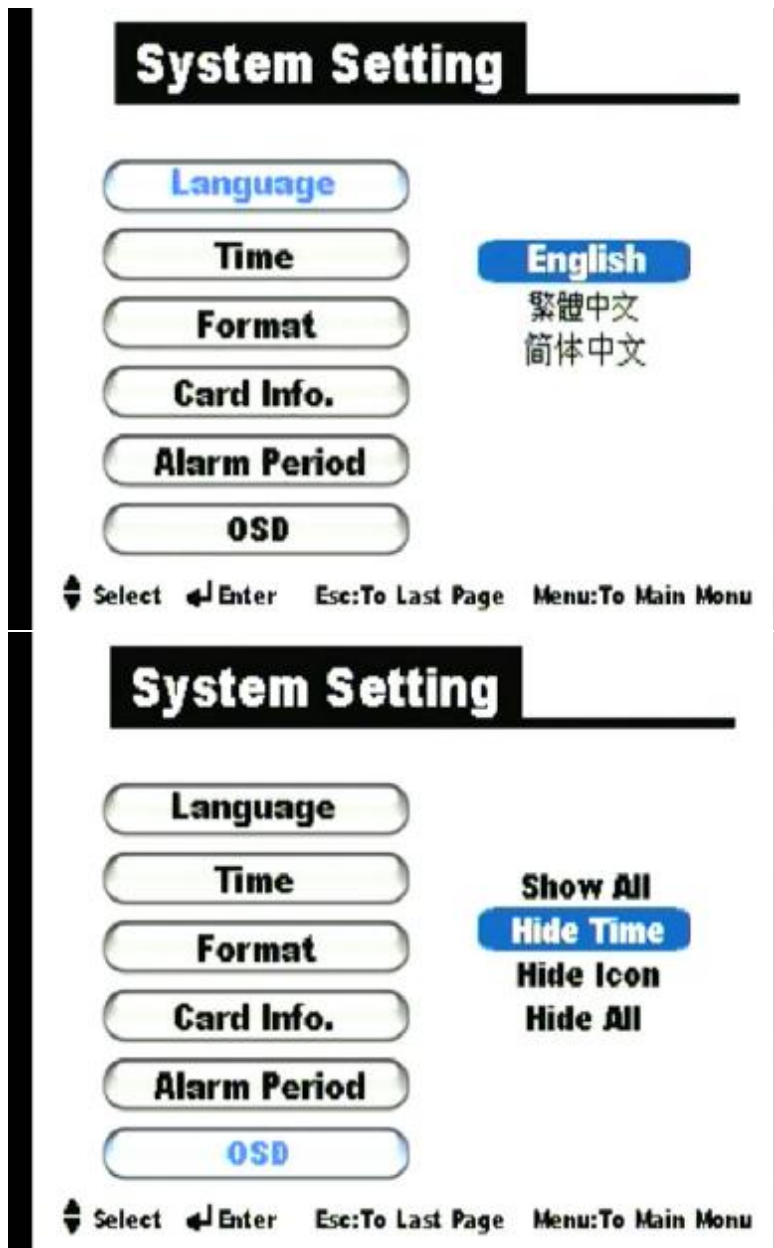 System Setting
Language
Time
English
Format
繁體中文
简体中文
Card Info.
Alarm Period
OSD
Select Enter Esc:To Last Page Menu:To Main Monu
System Setting
Language
Time
Show All
Hide Time
Format
Hide Icon
Card Info.
Hide All
Alarm Period
OSD
Select Enter Esc:To Last Page Menu:To Main Monu